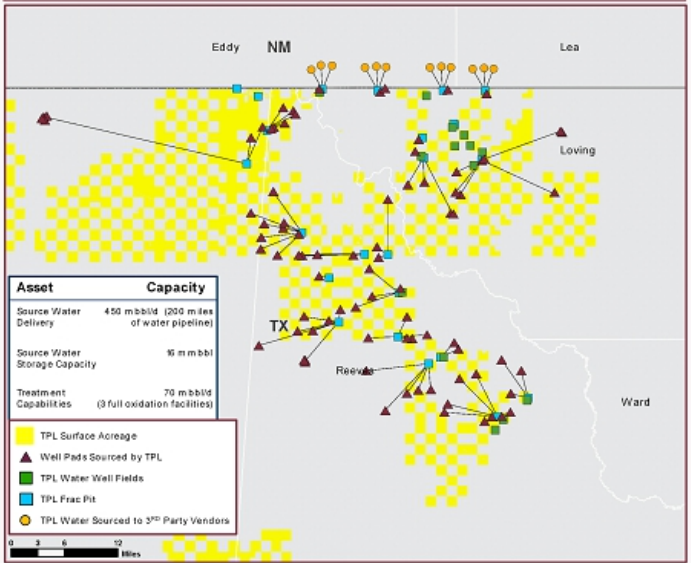 Eddy
NM
Lea
Loving
Asset Capacity
Source Water Delivery 450 mbbl/d (200 miles of water pipeline)
Source Water Storage Capacity 16 mmbbl
Treatment Capabilities 70 mbbl/d (3 full oxidation facilities)
TX
Reeves
Ward
TPL Surface Acreage
Well Pads Sourced by TPL
TPL Water Well Fields
TPL Frac Pit
TPL Water Sourced to 3RD Party Vendors
0 3 6 12
Miles